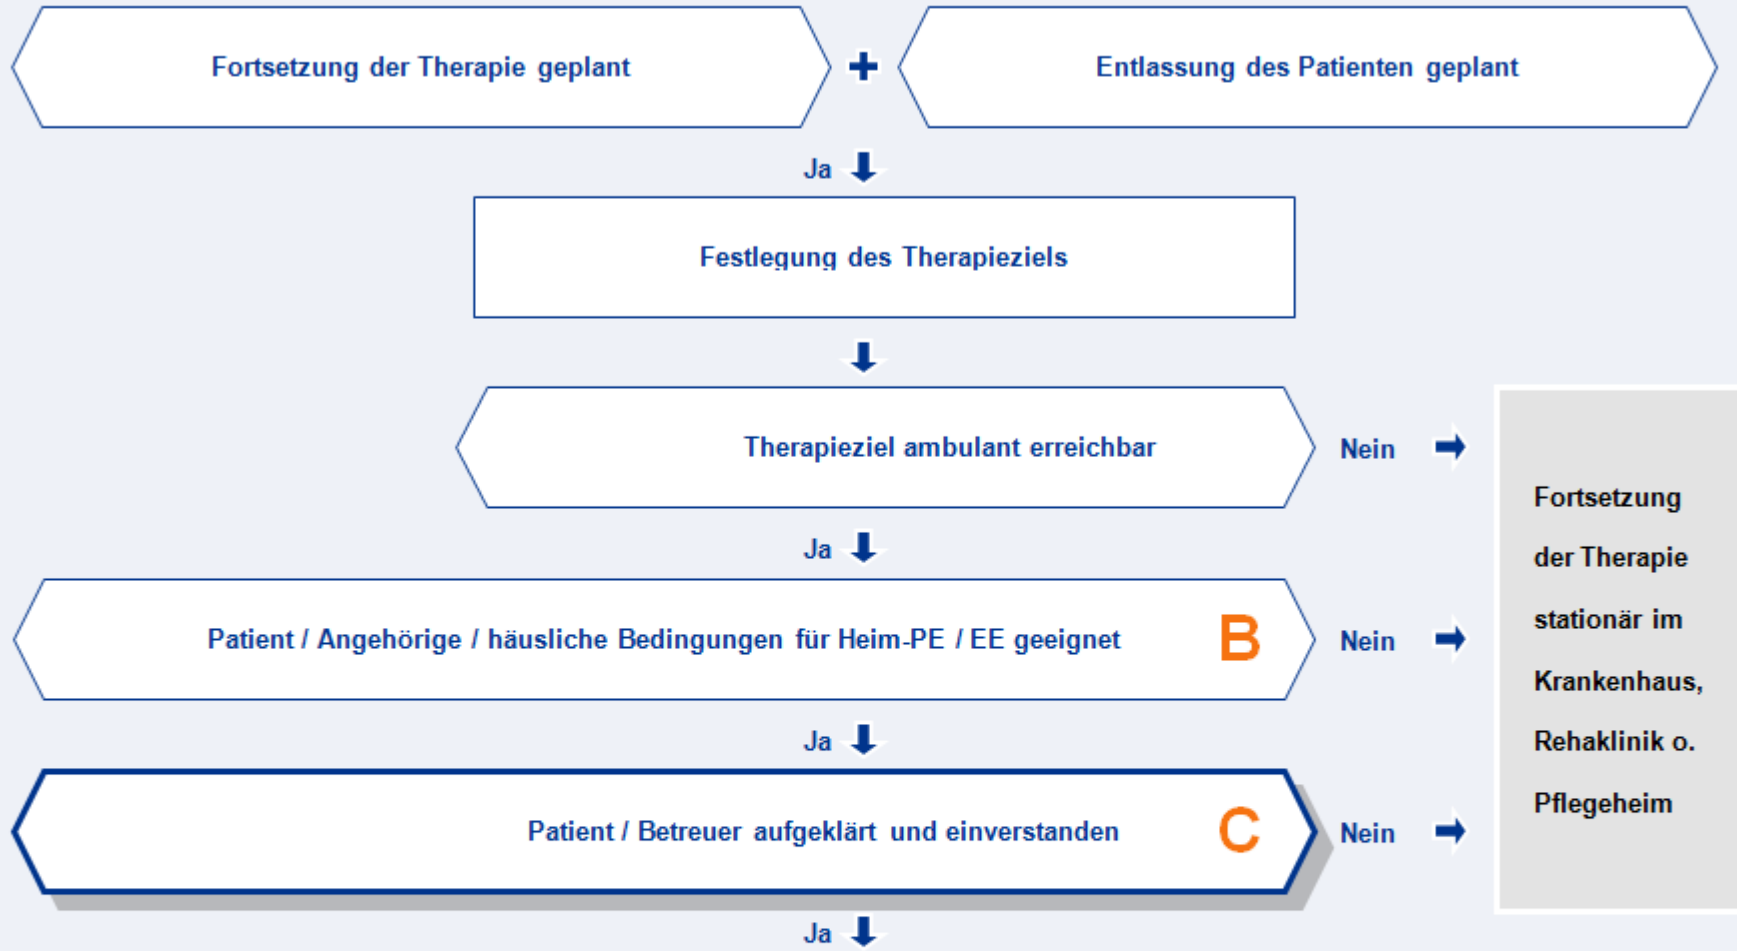 Fortsetzung der Therapie geplant
Entlassung des Patienten geplant
Ja
Festlegung des Therapieziels
Therapieziel ambulant erreichbar
Nein
Ja
Patient / Angehörige / häusliche Bedingungen für Heim-PE / EE geeignet
B
Nein
Ja
Patient / Betreuer aufgeklärt und einverstanden
C
Nein
Ja
Fortsetzung
der Therapie
stationär im
Krankenhaus,
Rehaklinik o.
Pflegeheim